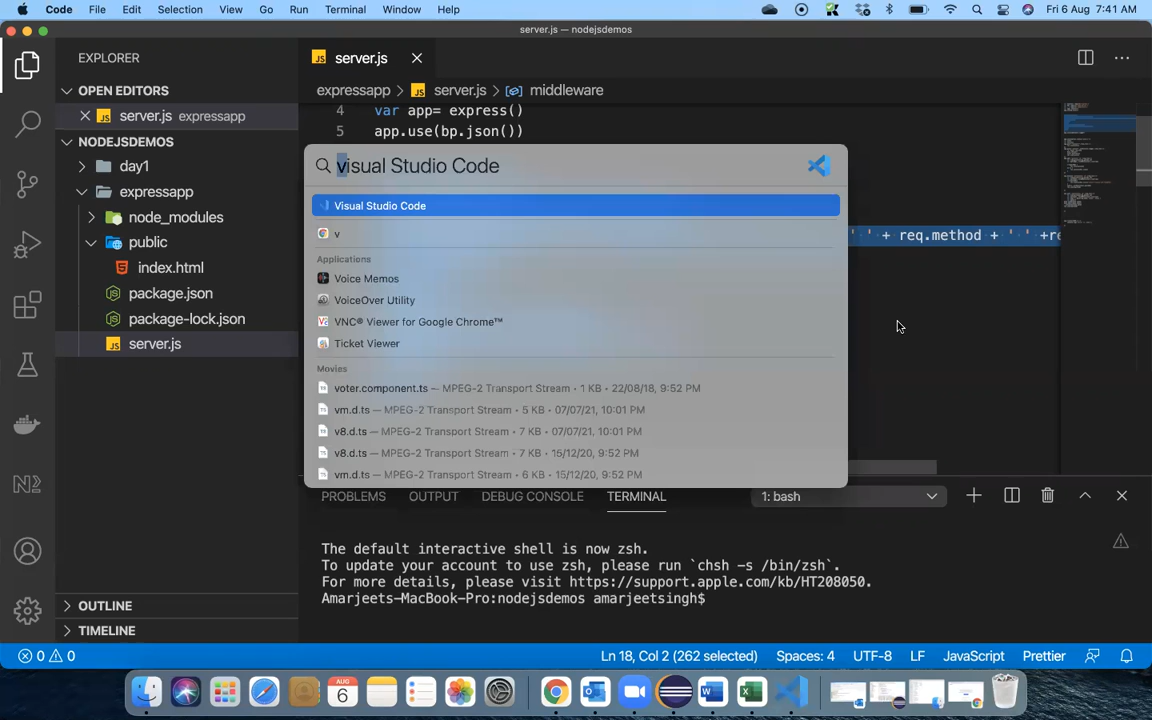 Code File Edit Selection View Go Run Terminal Window Help Fri 6 Aug 7:41 AM
server.js — nodejsdemos
EXPLORER
OPEN EDITORS
server.js expressapp
NODEJSDEMOS
day1
expressapp
node_modules
public
index.html
package.json
package-lock.json
server.js
OUTLINE
TIMELINE
server.js
expressapp > server.js > middleware
4 var app= express()
5 app.use(bp.json())
' ' + req.method + ' ' +re
visual Studio Code
Visual Studio Code
v
Applications
Voice Memos
VoiceOver Utility
VNC® Viewer for Google Chrome™
Ticket Viewer
Movies
voter.component.ts — MPEG-2 Transport Stream • 1 KB • 22/08/18, 9:52 PM
vm.d.ts — MPEG-2 Transport Stream • 5 KB • 07/07/21, 10:01 PM
v8.d.ts — MPEG-2 Transport Stream • 7 KB • 07/07/21, 10:01 PM
v8.d.ts — MPEG-2 Transport Stream • 7 KB • 15/12/20, 9:52 PM
vm.d.ts — MPEG-2 Transport Stream • 6 KB • 15/12/20, 9:52 PM
PROBLEMS OUTPUT DEBUG CONSOLE TERMINAL 1: bash
The default interactive shell is now zsh.
To update your account to use zsh, please run `chsh -s /bin/zsh`.
For more details, please visit https://support.apple.com/kb/HT208050.
Amarjeets-MacBook-Pro:nodejsdemos amarjeetsingh$
0 0 Ln 18, Col 2 (262 selected) Spaces: 4 UTF-8 LF JavaScript Prettier
AUG
6